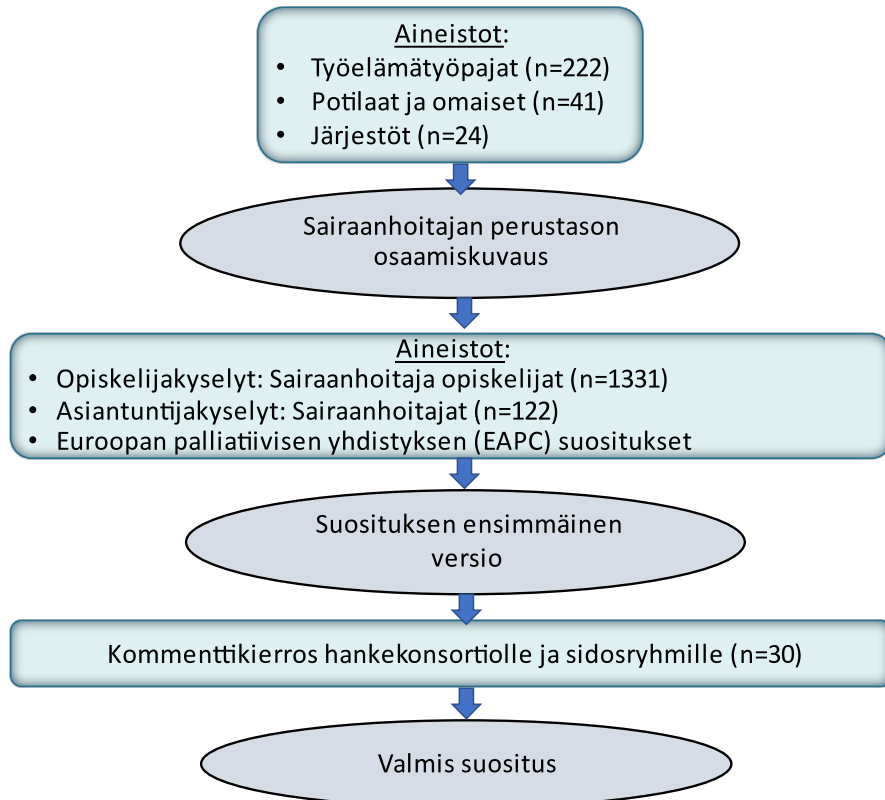 Aineistot:
• Työelämätyöpajat (n=222)
• Potilaat ja omaiset (n=41)
• Järjestöt (n=24)
Sairaanhoitajan perustason
osaamiskuvaus
Aineistot:
• Opiskelijakyselyt: Sairaanhoitaja opiskelijat (n=1331)
• Asiantuntijakyselyt: Sairaanhoitajat (n=122)
• Euroopan palliatiivisen yhdistyksen (EAPC) suositukset
Suosituksen ensimmäinen
versio
Kommenttikierros hankekonsortiolle ja sidosryhmille (n=30)
Valmis suositus